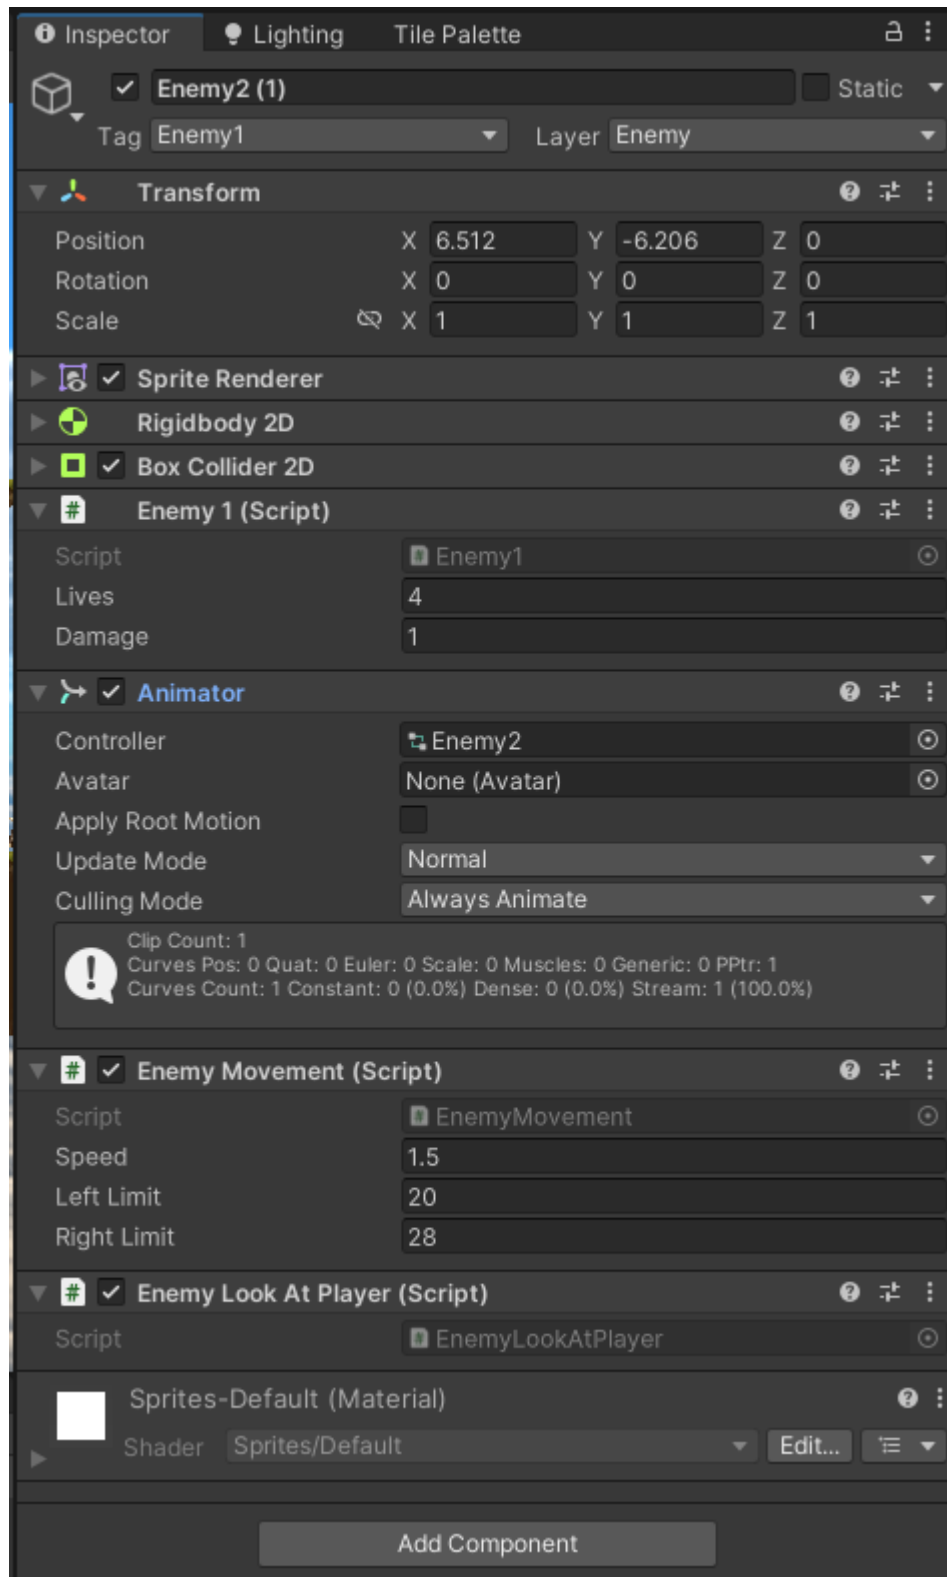 Inspector Lighting Tile Palette
Enemy2 (1) Static
Tag Enemy1 Layer Enemy
Transform
Position X 6.512 Y -6.206 Z 0
Rotation X 0 Y 0 Z 0
Scale X 1 Y 1 Z 1
Sprite Renderer
Rigidbody 2D
Box Collider 2D
# Enemy 1 (Script)
Script # Enemy1
Lives 4
Damage 1
Animator
Controller Enemy2
Avatar None (Avatar)
Apply Root Motion
Update Mode Normal
Culling Mode Always Animate
Clip Count: 1
Curves Pos: 0 Quat: 0 Euler: 0 Scale: 0 Muscles: 0 Generic: 0 PPtr: 1
Curves Count: 1 Constant: 0 (0.0%) Dense: 0 (0.0%) Stream: 1 (100.0%)
# Enemy Movement (Script)
Script # EnemyMovement
Speed 1.5
Left Limit 20
Right Limit 28
# Enemy Look At Player (Script)
Script # EnemyLookAtPlayer
Sprites-Default (Material)
Shader Sprites/Default Edit...
Add Component